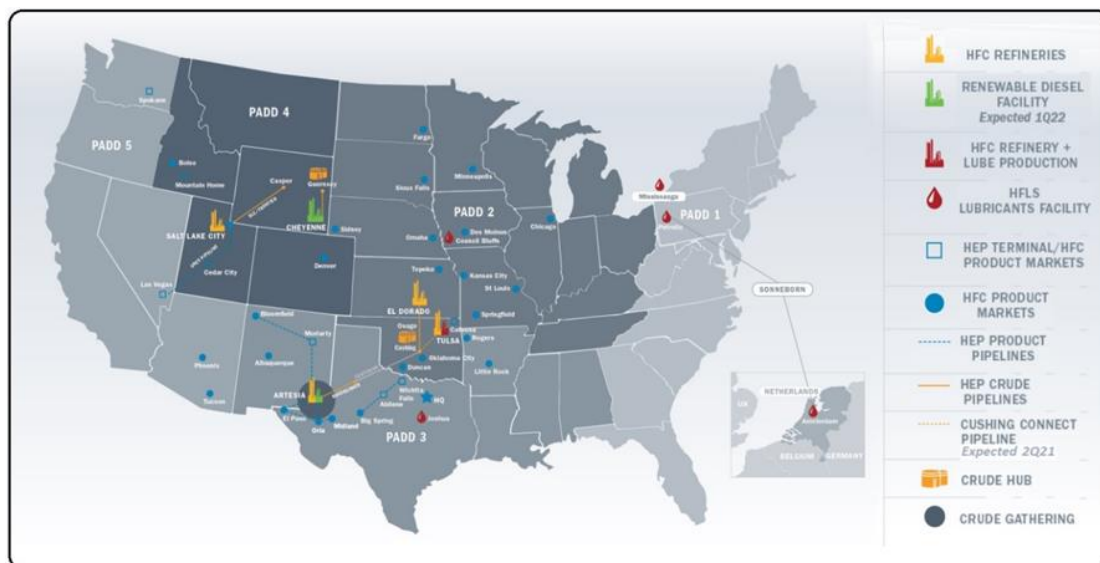 Spokane
PADD 4
PADD 5
Boise
Mountain Home
Casper
Guernsey
SALT LAKE CITY
CHEYENNE
Sidney
Cedar City
Denver
Las Vegas
Fargo
Minneapolis
Sioux Falls
PADD 2
Omaha
Des Moines
Council Bluffs
Chicago
Mississauga
PADD 1
Petrolia
SONNEBORN
Topeka
Kansas City
St Louis
EL DORADO
Springfield
Osage
Cushing
TULSA
Catoosa
Rogers
Oklahoma City
Duncan
Little Rock
Bloomfield
Moriarty
Albuquerque
Phoenix
Tucson
ARTESIA
El Paso
Orla
Midland
Big Spring
Abilene
Wichita
Falls
HQ
PADD 3
UK
NETHERLANDS
Amsterdam
BELGIUM
GERMANY
HFC REFINERIES
RENEWABLE DIESEL
FACILITY
Expected 1Q22
HFC REFINERY +
LUBE PRODUCTION
HFLS
LUBRICANTS FACILITY
HEP TERMINAL/HFC
PRODUCT MARKETS
HFC PRODUCT
MARKETS
HEP PRODUCT
PIPELINES
HEP CRUDE
PIPELINES
CUSHING CONNECT
PIPELINE
Expected 2Q21
CRUDE HUB
CRUDE GATHERING